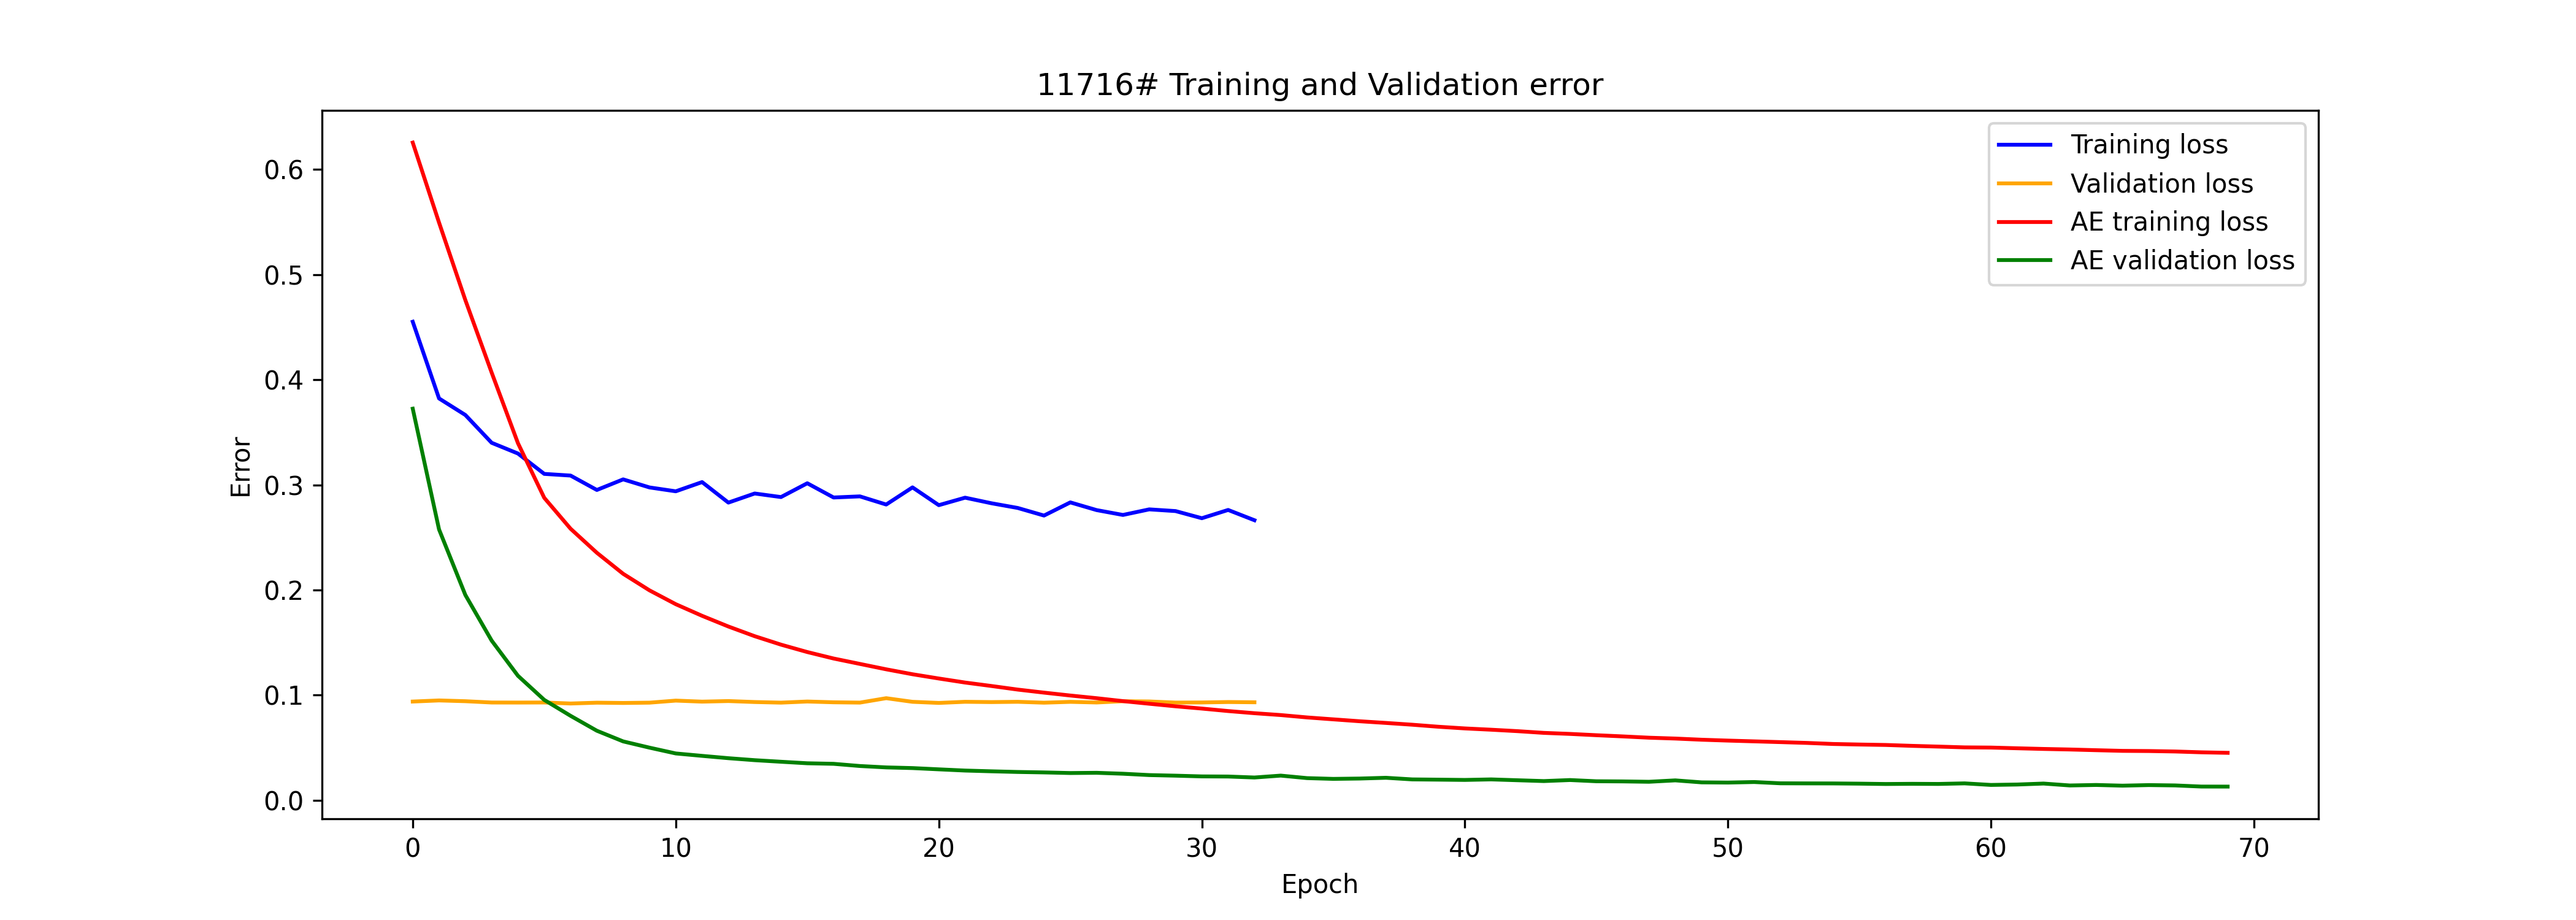 11716# Training and Validation error
Training loss
Validation loss
AE training loss
AE validation loss
0.6
0.5
0.4
0.3
0.2
0.1
0.0
Error
0 10 20 30 40 50 60 70
Epoch